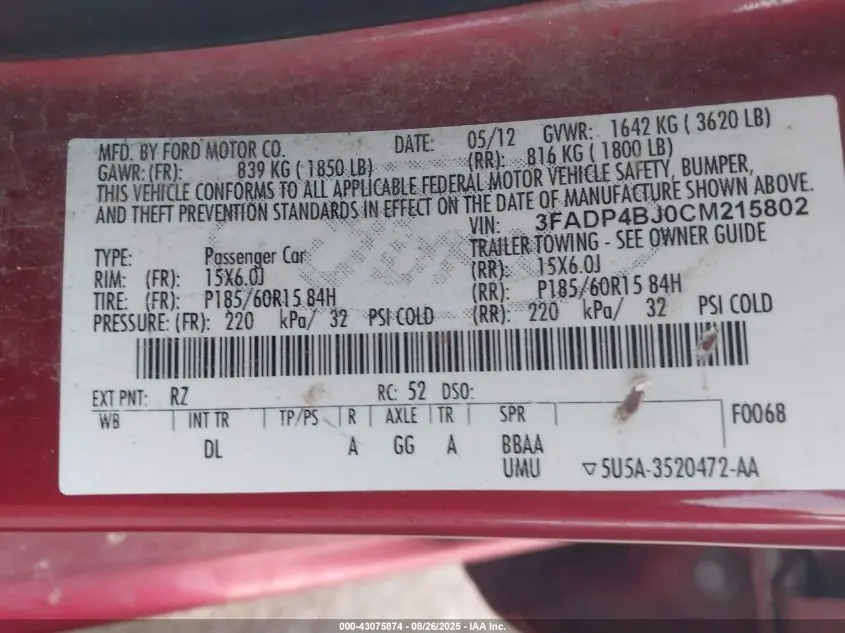 MFD. BY FORD MOTOR CO. DATE: 05/12 GVWR: 1642 KG ( 3620 LB)
GAWR: (FR): 839 KG ( 1850 LB) (RR): 816 KG ( 1800 LB)
THIS VEHICLE CONFORMS TO ALL APPLICABLE FEDERAL MOTOR VEHICLE SAFETY, BUMPER,
AND THEFT PREVENTION STANDARDS IN EFFECT ON THE DATE OF MANUFACTURE SHOWN ABOVE.
VIN: 3FADP4BJ0CM215802
TYPE: Passenger Car TRAILER TOWING - SEE OWNER GUIDE
RIM: (FR): 15X6.0J (RR): 15X6.0J
TIRE: (FR): P185/60R15 84H (RR): P185/60R15 84H
PRESSURE: (FR): 220 kPa/ 32 PSI COLD (RR): 220 kPa/ 32 PSI COLD
EXT PNT: RZ RC: 52 DSO:
WB INT TR TP/PS R AXLE TR SPR F0068
DL A GG A BBAA
UMU ▽5U5A-3520472-AA
000-43075874 | 08/26/2025 - IAA Inc.